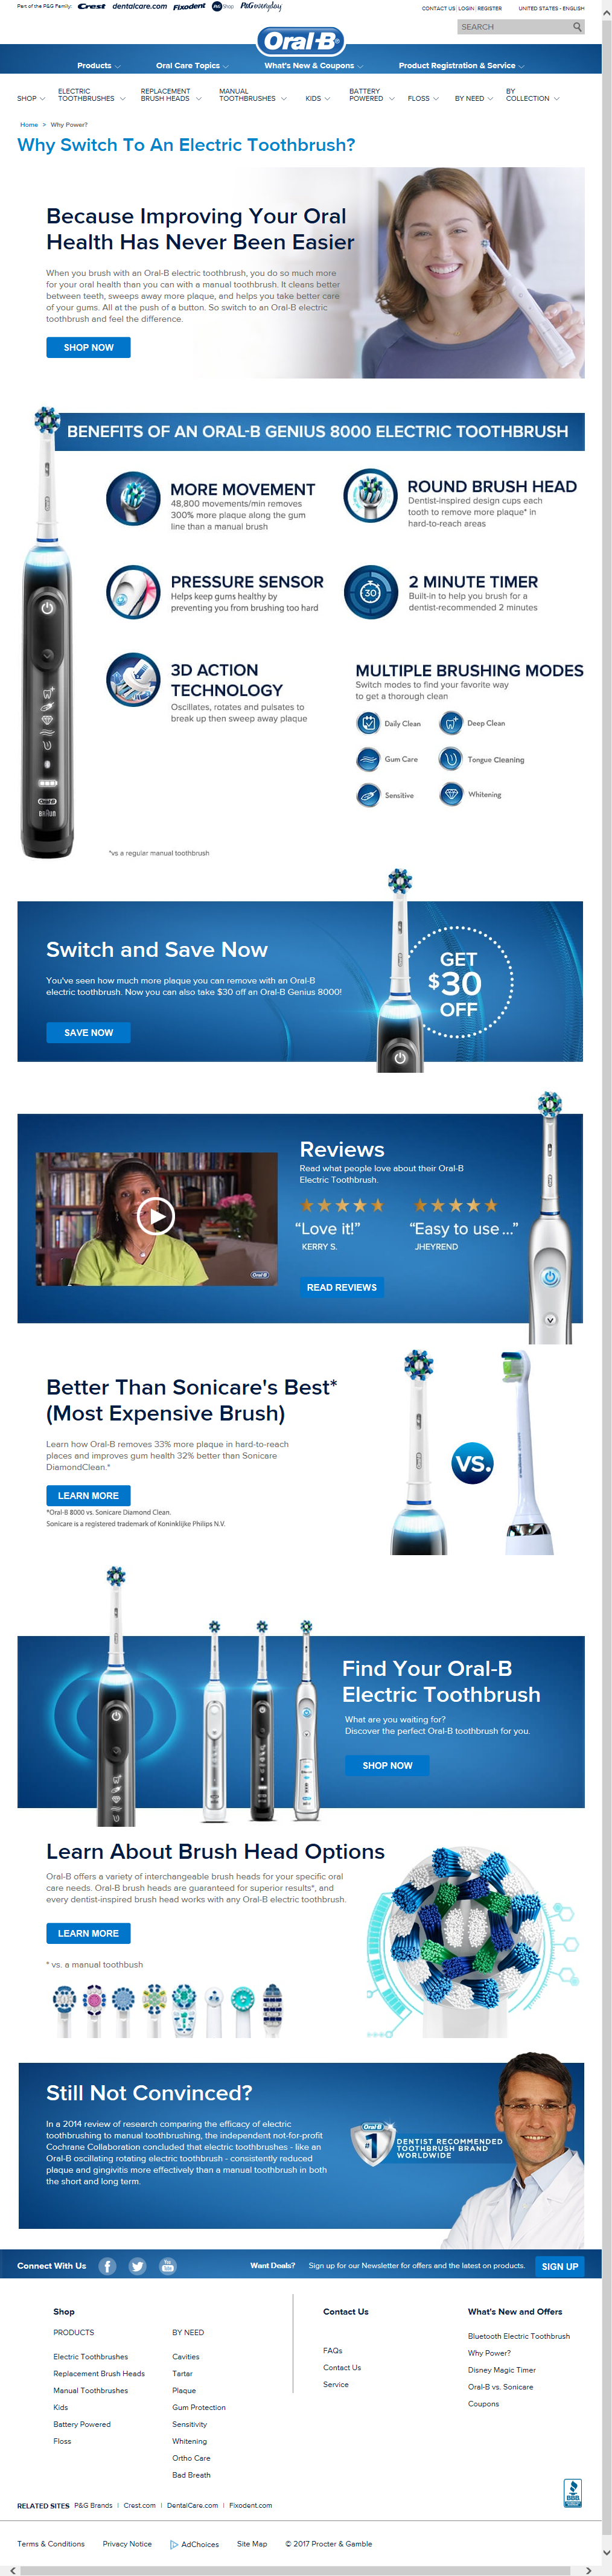 Part of the P&G Family: Crest dentalcare.com Fixodent P&G Shop P&G everyday
CONTACT US | LOGIN | REGISTER UNITED STATES - ENGLISH
SEARCH
Oral-B
Products Oral Care Topics What's New & Coupons Product Registration & Service
SHOP ELECTRIC TOOTHBRUSHES REPLACEMENT BRUSH HEADS MANUAL TOOTHBRUSHES KIDS BATTERY POWERED FLOSS BY NEED BY COLLECTION
Home > Why Power?
Why Switch To An Electric Toothbrush?
Because Improving Your Oral
Health Has Never Been Easier
When you brush with an Oral-B electric toothbrush, you do so much more
for your oral health than you can with a manual toothbrush. It cleans better
between teeth, sweeps away more plaque, and helps you take better care
of your gums. All at the push of a button. So switch to an Oral-B electric
toothbrush and feel the difference.
SHOP NOW
BENEFITS OF AN ORAL-B GENIUS 8000 ELECTRIC TOOTHBRUSH
MORE MOVEMENT
48,800 movements/min removes
300% more plaque along the gum
line than a manual brush
ROUND BRUSH HEAD
Dentist-inspired design cups each
tooth to remove more plaque* in
hard-to-reach areas
PRESSURE SENSOR
Helps keep gums healthy by
preventing you from brushing too hard
30
2 MINUTE TIMER
Built-in to help you brush for a
dentist-recommended 2 minutes
3D ACTION
TECHNOLOGY
Oscillates, rotates and pulsates to
break up then sweep away plaque
MULTIPLE BRUSHING MODES
Switch modes to find your favorite way
to get a thorough clean
Daily Clean Deep Clean
Gum Care Tongue Cleaning
Sensitive Whitening
Oral-B
BRAUN
*vs a regular manual toothbrush
Switch and Save Now
You've seen how much more plaque you can remove with an Oral-B
electric toothbrush. Now you can also take $30 off an Oral-B Genius 8000!
SAVE NOW
GET
$30
OFF
Reviews
Read what people love about their Oral-B
Electric Toothbrush.
“Love it!” “Easy to use ...”
KERRY S. JHEYREND
READ REVIEWS
Oral-B
Better Than Sonicare's Best*
(Most Expensive Brush)
Learn how Oral-B removes 33% more plaque in hard-to-reach
places and improves gum health 32% better than Sonicare
DiamondClean.*
LEARN MORE
*Oral-B 8000 vs. Sonicare Diamond Clean.
Sonicare is a registered trademark of Koninklijke Philips N.V.
VS.
Find Your Oral-B
Electric Toothbrush
What are you waiting for?
Discover the perfect Oral-B toothbrush for you.
SHOP NOW
Learn About Brush Head Options
Oral-B offers a variety of interchangeable brush heads for your specific oral
care needs. Oral-B brush heads are guaranteed for superior results*, and
every dentist-inspired brush head works with any Oral-B electric toothbrush.
LEARN MORE
* vs. a manual toothbush
Still Not Convinced?
In a 2014 review of research comparing the efficacy of electric
toothbrushing to manual toothbrushing, the independent not-for-profit
Cochrane Collaboration concluded that electric toothbrushes - like an
Oral-B oscillating rotating electric toothbrush - consistently reduced
plaque and gingivitis more effectively than a manual toothbrush in both
the short and long term.
Oral-B
#1
DENTIST RECOMMENDED
TOOTHBRUSH BRAND
WORLDWIDE
Connect With Us Want Deals? Sign up for our Newsletter for offers and the latest on products. SIGN UP
Shop
PRODUCTS
Electric Toothbrushes
Replacement Brush Heads
Manual Toothbrushes
Kids
Battery Powered
Floss
BY NEED
Cavities
Tartar
Plaque
Gum Protection
Sensitivity
Whitening
Ortho Care
Bad Breath
Contact Us
FAQs
Contact Us
Service
What's New and Offers
Bluetooth Electric Toothbrush
Why Power?
Disney Magic Timer
Oral-B vs. Sonicare
Coupons
BBB
RELATED SITES P&G Brands | Crest.com | DentalCare.com | Fixodent.com
Terms & Conditions Privacy Notice AdChoices Site Map © 2017 Procter & Gamble